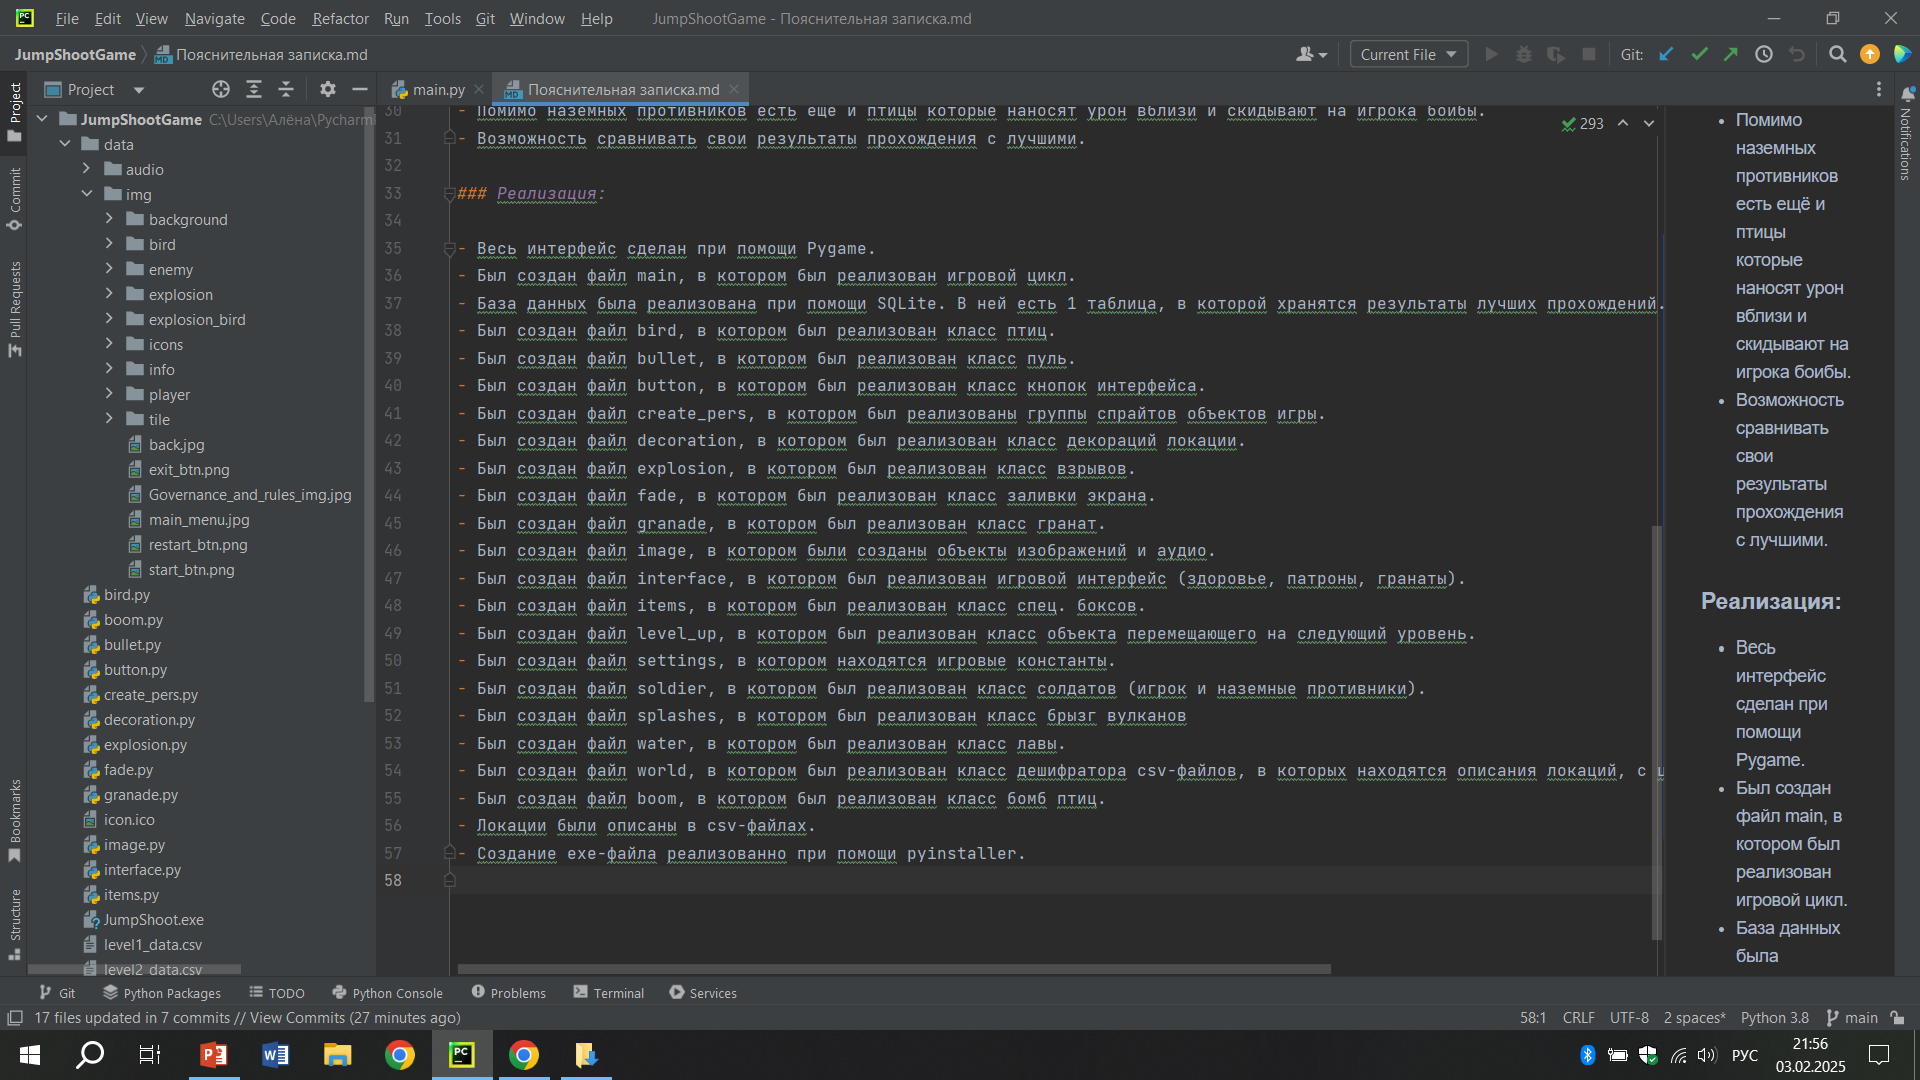 File Edit View Navigate Code Refactor Run Tools Git Window Help JumpShootGame - Пояснительная записка.md
JumpShootGame Пояснительная записка.md Current File Git:
Project
main.py
Пояснительная записка.md
JumpShootGame C:\Users\Алёна\Pycharm
data
audio
img
background
bird
enemy
explosion
explosion_bird
icons
info
player
tile
back.jpg
exit_btn.png
Governance_and_rules_img.jpg
main_menu.jpg
restart_btn.png
start_btn.png
bird.py
boom.py
bullet.py
button.py
create_pers.py
decoration.py
explosion.py
fade.py
granade.py
icon.ico
image.py
interface.py
items.py
JumpShoot.exe
level1_data.csv
level2_data.csv
Project
Commit
Pull Requests
Bookmarks
Structure
30 - Помимо наземных противников есть ещё и птицы которые наносят урон вблизи и скидывают на игрока боибы.
31 - Возможность сравнивать свои результаты прохождения с лучшими.
32
33 ### Реализация:
34
35 - Весь интерфейс сделан при помощи Pygame.
36 - Был создан файл main, в котором был реализован игровой цикл.
37 - База данных была реализована при помощи SQLite. В ней есть 1 таблица, в которой хранятся результаты лучших прохождений.
38 - Был создан файл bird, в котором был реализован класс птиц.
39 - Был создан файл bullet, в котором был реализован класс пуль.
40 - Был создан файл button, в котором был реализован класс кнопок интерфейса.
41 - Был создан файл create_pers, в котором был реализованы группы спрайтов объектов игры.
42 - Был создан файл decoration, в котором был реализован класс декораций локации.
43 - Был создан файл explosion, в котором был реализован класс взрывов.
44 - Был создан файл fade, в котором был реализован класс заливки экрана.
45 - Был создан файл granade, в котором был реализован класс гранат.
46 - Был создан файл image, в котором были созданы объекты изображений и аудио.
47 - Был создан файл interface, в котором был реализован игровой интерфейс (здоровье, патроны, гранаты).
48 - Был создан файл items, в котором был реализован класс спец. боксов.
49 - Был создан файл level_up, в котором был реализован класс объекта перемещающего на следующий уровень.
50 - Был создан файл settings, в котором находятся игровые константы.
51 - Был создан файл soldier, в котором был реализован класс солдатов (игрок и наземные противники).
52 - Был создан файл splashes, в котором был реализован класс брызг вулканов
53 - Был создан файл water, в котором был реализован класс лавы.
54 - Был создан файл world, в котором был реализован класс дешифратора csv-файлов, в которых находятся описания локаций, с
55 - Был создан файл boom, в котором был реализован класс бомб птиц.
56 - Локации были описаны в csv-файлах.
57 - Создание exe-файла реализованно при помощи pyinstaller.
58
293
• Помимо
наземных
противников
есть ещё и
птицы
которые
наносят урон
вблизи и
скидывают на
игрока боибы.
• Возможность
сравнивать
свои
результаты
прохождения
с лучшими.
Реализация:
• Весь
интерфейс
сделан при
помощи
Pygame.
• Был создан
файл main, в
котором был
реализован
игровой цикл.
• База данных
была
Notifications
Git Python Packages TODO Python Console Problems Terminal Services
17 files updated in 7 commits // View Commits (27 minutes ago) 58:1 CRLF UTF-8 2 spaces* Python 3.8 main
РУС
21:56
03.02.2025